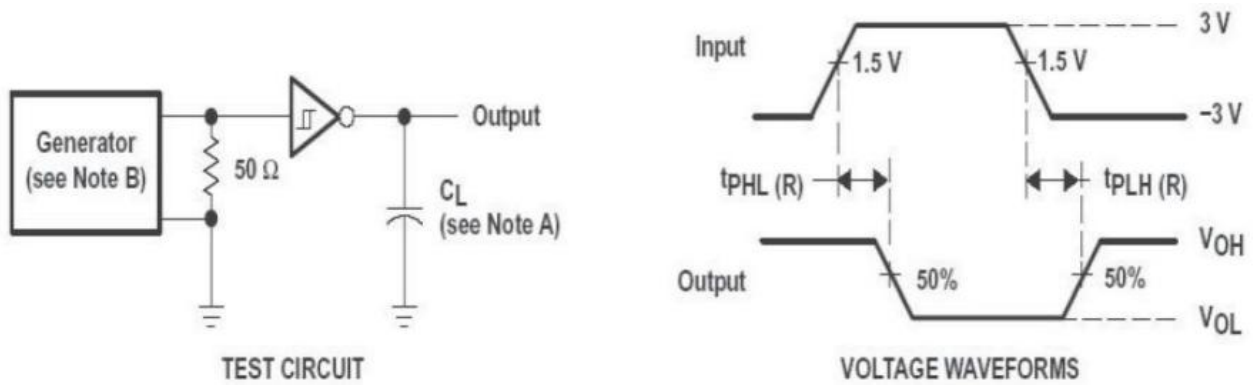 Generator
(see Note B)
50 Ω
Output
CL
(see Note A)
TEST CIRCUIT
Input
1.5 V
1.5 V
3 V
−3 V
tPHL (R)
tPLH (R)
Output
50%
50%
VOH
VOL
VOLTAGE WAVEFORMS